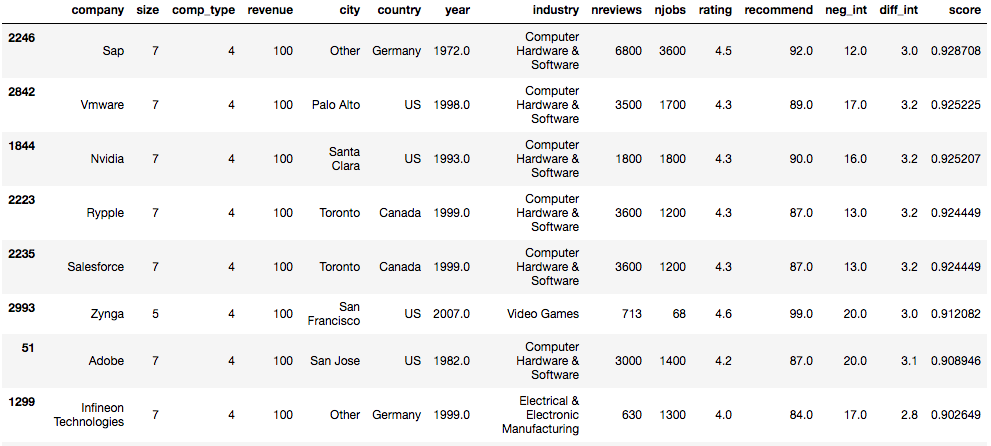 company size comp_type revenue city country year industry nreviews njobs rating recommend neg_int diff_int score
2246 Sap 7 4 100 Other Germany 1972.0 Computer Hardware & Software 6800 3600 4.5 92.0 12.0 3.0 0.928708
2842 Vmware 7 4 100 Palo Alto US 1998.0 Computer Hardware & Software 3500 1700 4.3 89.0 17.0 3.2 0.925225
1844 Nvidia 7 4 100 Santa Clara US 1993.0 Computer Hardware & Software 1800 1800 4.3 90.0 16.0 3.2 0.925207
2223 Rypple 7 4 100 Toronto Canada 1999.0 Computer Hardware & Software 3600 1200 4.3 87.0 13.0 3.2 0.924449
2235 Salesforce 7 4 100 Toronto Canada 1999.0 Computer Hardware & Software 3600 1200 4.3 87.0 13.0 3.2 0.924449
2993 Zynga 5 4 100 San Francisco US 2007.0 Video Games 713 68 4.6 99.0 20.0 3.0 0.912082
51 Adobe 7 4 100 San Jose US 1982.0 Computer Hardware & Software 3000 1400 4.2 87.0 20.0 3.1 0.908946
1299 Infineon Technologies 7 4 100 Other Germany 1999.0 Electrical & Electronic Manufacturing 630 1300 4.0 84.0 17.0 2.8 0.902649